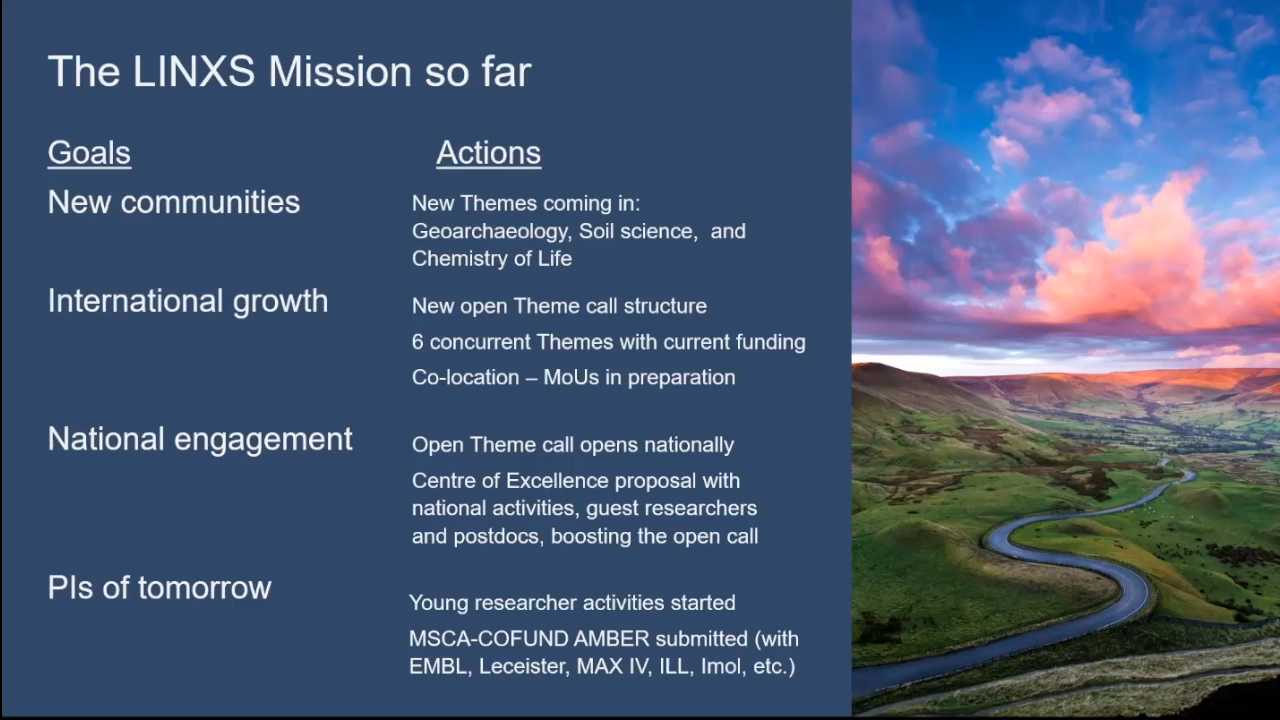 The LINXS Mission so far
Goals
Actions
New communities
New Themes coming in:
Geoarchaeology, Soil science, and
Chemistry of Life
International growth
New open Theme call structure
6 concurrent Themes with current funding
Co-location – MoUs in preparation
National engagement
Open Theme call opens nationally
Centre of Excellence proposal with
national activities, guest researchers
and postdocs, boosting the open call
PIs of tomorrow
Young researcher activities started
MSCA-COFUND AMBER submitted (with
EMBL, Leceister, MAX IV, ILL, Imol, etc.)